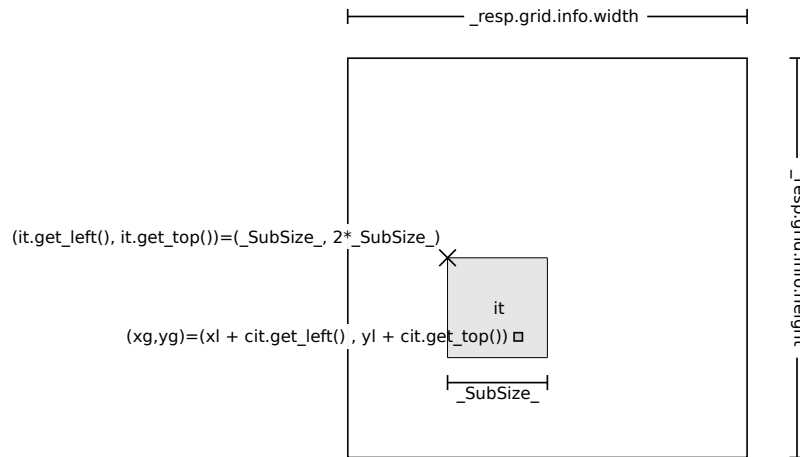 _resp.grid.info.width
_resp.grid.info.height
(it.get_left(), it.get_top())=(_SubSize_, 2*_SubSize_)
it
(xg,yg)=(xl + cit.get_left() , yl + cit.get_top())
_SubSize_